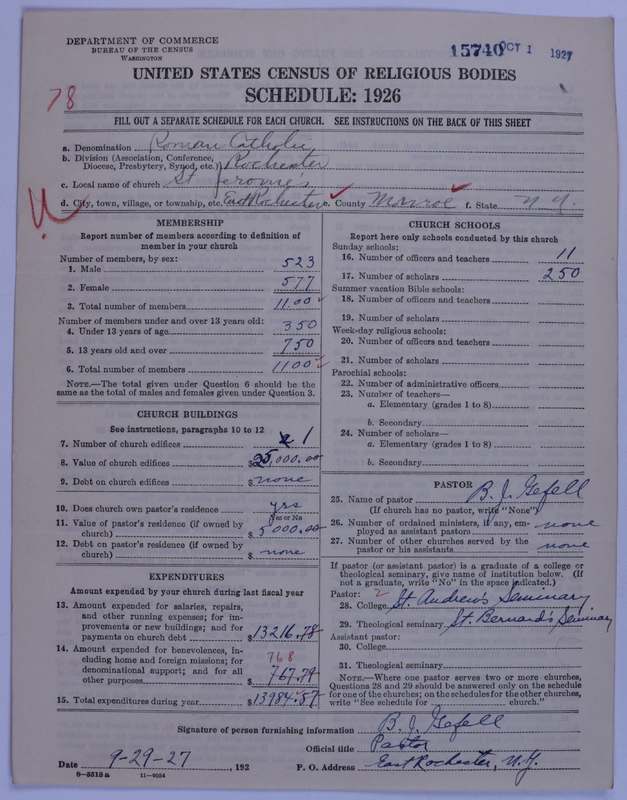 DEPARTMENT OF COMMERCE
BUREAU OF THE CENSUS
WASHINGTON
15740 OCT 1 1927
UNITED STATES CENSUS OF RELIGIOUS BODIES
SCHEDULE: 1926
78
FILL OUT A SEPARATE SCHEDULE FOR EACH CHURCH. SEE INSTRUCTIONS ON THE BACK OF THIS SHEET
a. Denomination Roman Catholic
b. Division (Association, Conference, Diocese, Presbytery, Synod, etc.) Rochester
c. Local name of church St Jerome's
d. City, town, village, or township, etc. East Rochester e. County Monroe f. State N. Y.
MEMBERSHIP
Report number of members according to definition of
member in your church
Number of members, by sex:
1. Male 523
2. Female 577
3. Total number of members 1100
Number of members under and over 13 years old:
4. Under 13 years of age 350
5. 13 years old and over 750
6. Total number of members 1100
NOTE.—The total given under Question 6 should be
same as the total of males and females given under Question 3.
CHURCH BUILDINGS
See instructions, paragraphs 10 to 12
7. Number of church edifices 1
8. Value of church edifices $25,000.00
9. Debt on church edifices $ none
10. Does church own pastor's residence yes
Yes or No
11. Value of pastor's residence (if owned by
church) $ 5000.00
12. Debt on pastor's residence (if owned by
church) $ none
EXPENDITURES
Amount expended by your church during last fiscal year
13. Amount expended for salaries, repairs,
and other running expenses; for im-
provements or new buildings; and for
payments on church debt $13216.78
14. Amount expended for benevolences, in-
cluding home and foreign missions; for
denominational support; and for all 768
other purposes $ 767.79
15. Total expenditures during year $13984.57
CHURCH SCHOOLS
Report here only schools conducted by this church
Sunday schools:
16. Number of officers and teachers 11
17. Number of scholars 250
Summer vacation Bible schools:
18. Number of officers and teachers
19. Number of scholars
Week-day religious schools:
20. Number of officers and teachers
21. Number of scholars
Parochial schools:
22. Number of administrative officers
23. Number of teachers—
a. Elementary (grades 1 to 8)
b. Secondary
24. Number of scholars—
a. Elementary (grades 1 to 8)
b. Secondary
PASTOR
25. Name of pastor B. J. Gefell
(If church has no pastor, write "None")
26. Number of ordained ministers, if any, em-
ployed as assistant pastors none
27. Number of other churches served by the
pastor or his assistants none
If pastor (or assistant pastor) is a graduate of a college or
theological seminary, give name of institution below. (If
not a graduate, write "No" in the space indicated.)
Pastor: 2
28. College St. Andrews Seminary
29. Theological seminary St. Bernard's Seminary
Assistant pastor:
30. College
31. Theological seminary
NOTE.—Where one pastor serves two or more churches,
Questions 28 and 29 should be answered only on the schedule
for one of the churches; on the schedules for the other churches,
write "See schedule for church."
Signature of person furnishing information B. J. Gefell
Official title Pastor
Date 9-29-27, 192 P. O. Address East Rochester, N.Y.
8—5518a 11—9034